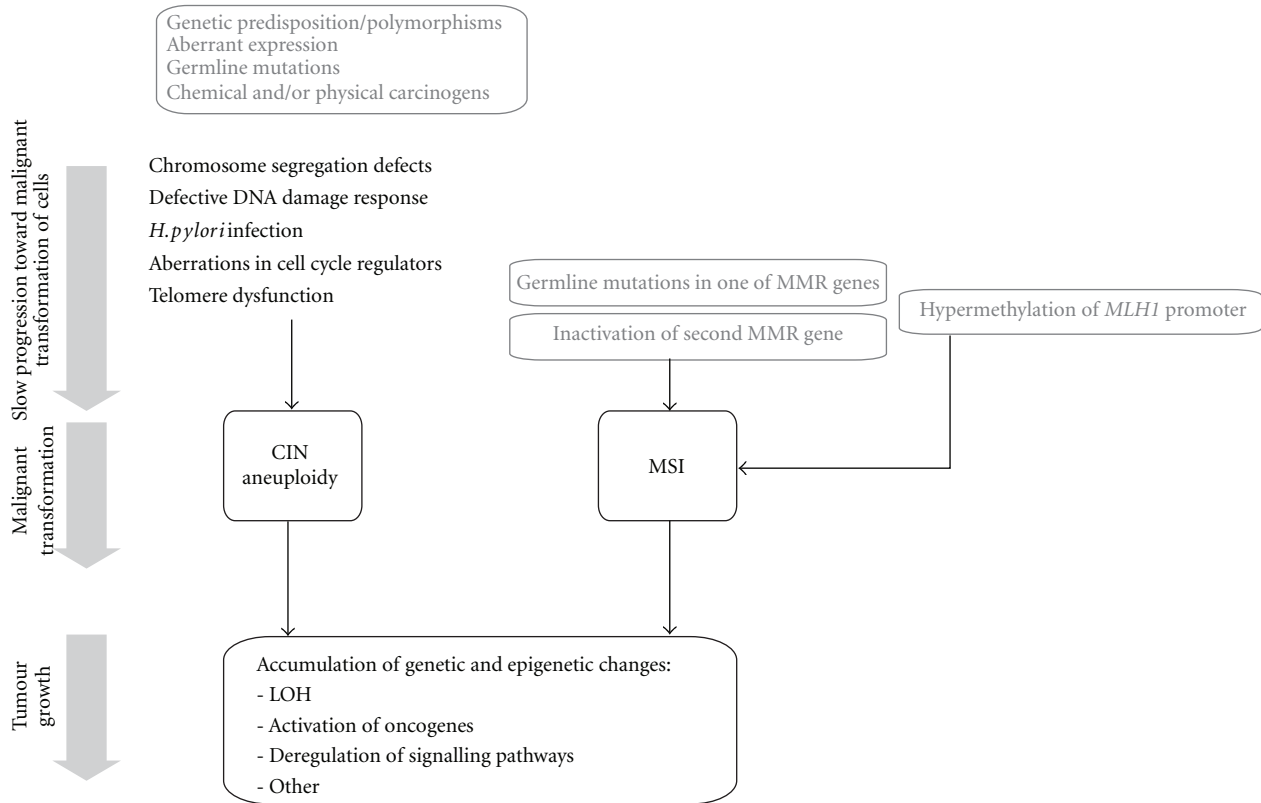 Genetic predisposition/polymorphisms
Aberrant expression
Germline mutations
Chemical and/or physical carcinogens
Slow progression toward malignant
transformation of cells
Chromosome segregation defects
Defective DNA damage response
H.pylori infection
Aberrations in cell cycle regulators
Telomere dysfunction
Germline mutations in one of MMR genes
Inactivation of second MMR gene
Hypermethylation of MLH1 promoter
Malignant
transformation
CIN
aneuploidy
MSI
Tumour
growth
Accumulation of genetic and epigenetic changes:
- LOH
- Activation of oncogenes
- Deregulation of signalling pathways
- Other